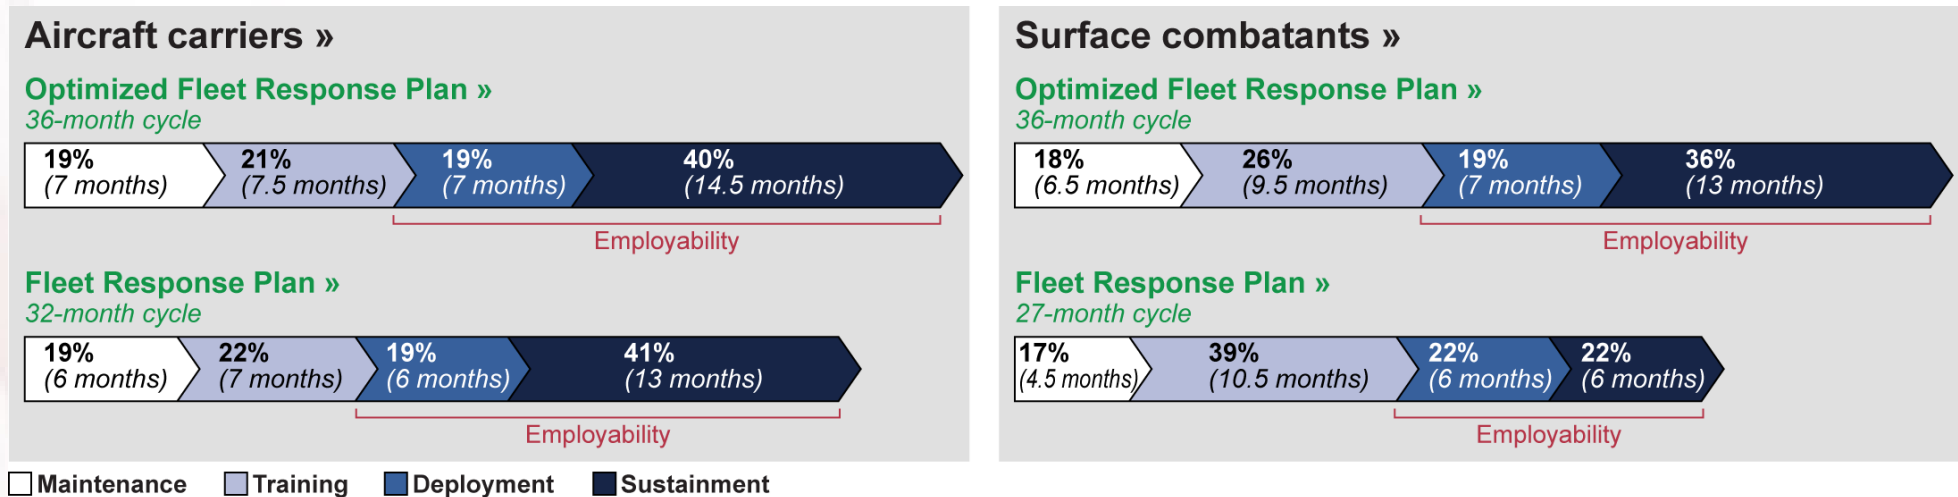 Aircraft carriers »
Optimized Fleet Response Plan »
36-month cycle
19% 21% 19% 40%
(7 months) (7.5 months) (7 months) (14.5 months)
Employability
Fleet Response Plan »
32-month cycle
19% 22% 19% 41%
(6 months) (7 months) (6 months) (13 months)
Employability
Surface combatants »
Optimized Fleet Response Plan »
36-month cycle
18% 26% 19% 36%
(6.5 months) (9.5 months) (7 months) (13 months)
Employability
Fleet Response Plan »
27-month cycle
17% 39% 22% 22%
(4.5 months) (10.5 months) (6 months) (6 months)
Employability
Maintenance Training Deployment Sustainment